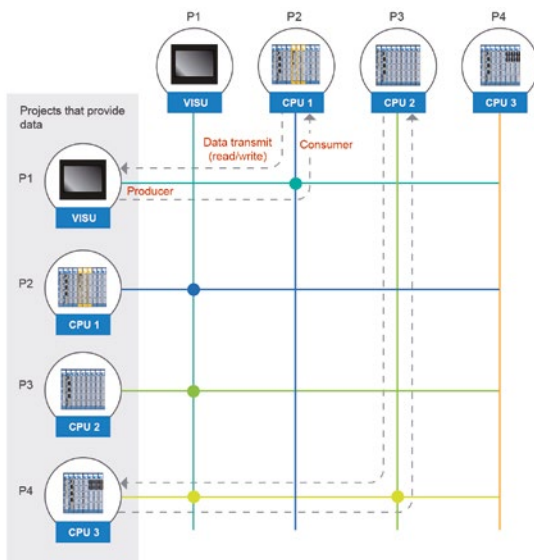 P1
P2
P3
P4
VISU
CPU 1
CPU 2
CPU 3
Projects that provide
data
Data transmit
(read/write)
Consumer
P1
Producer
VISU
P2
CPU 1
P3
CPU 2
P4
CPU 3